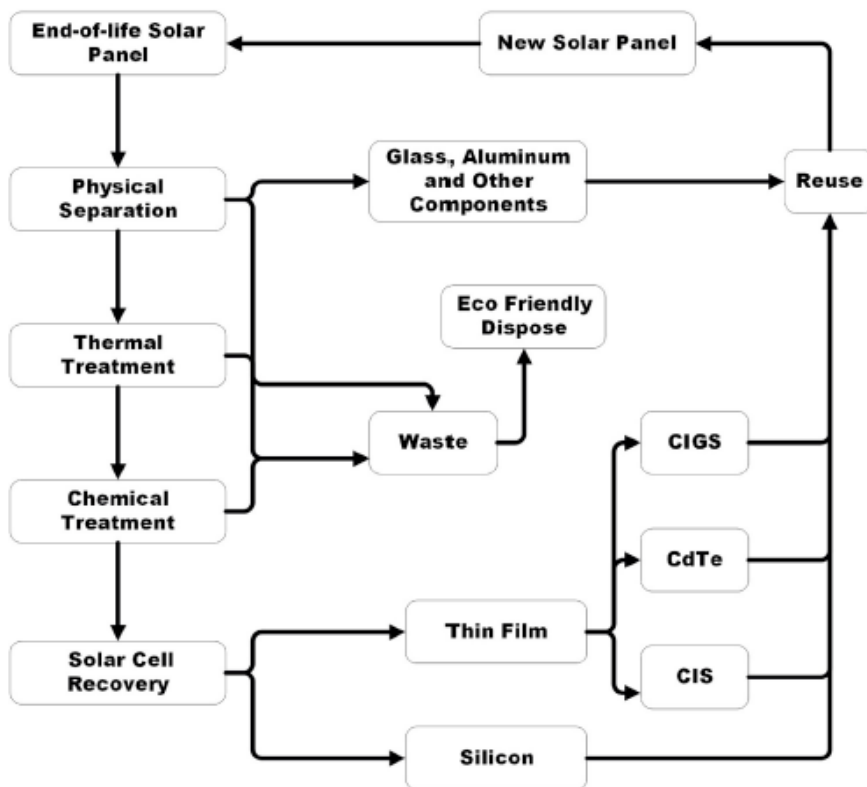 End-of-life Solar
Panel
New Solar Panel
Physical
Separation
Glass, Aluminum
and Other
Components
Reuse
Eco Friendly
Dispose
Thermal
Treatment
Waste
CIGS
Chemical
Treatment
CdTe
Thin Film
Solar Cell
Recovery
CIS
Silicon